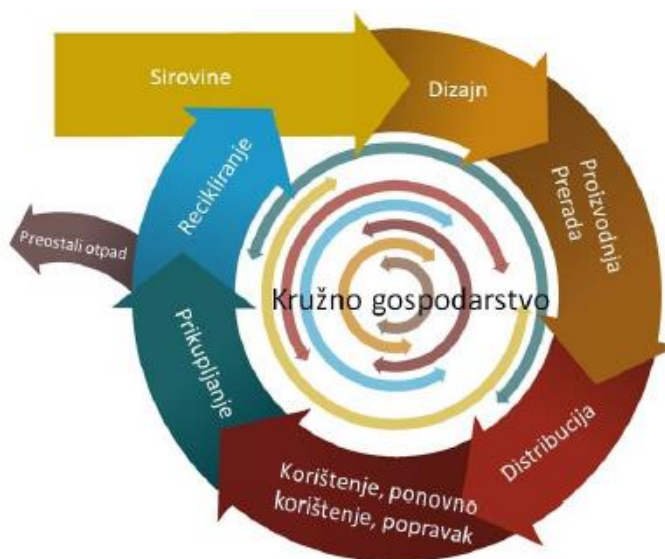 Sirovine
Dizajn
Proizvodnja
Prerada
Distribucija
Korištenje, ponovno
korištenje, popravak
Prikupljanje
Preostali otpad
Recikliranje
Kružno gospodarstvo